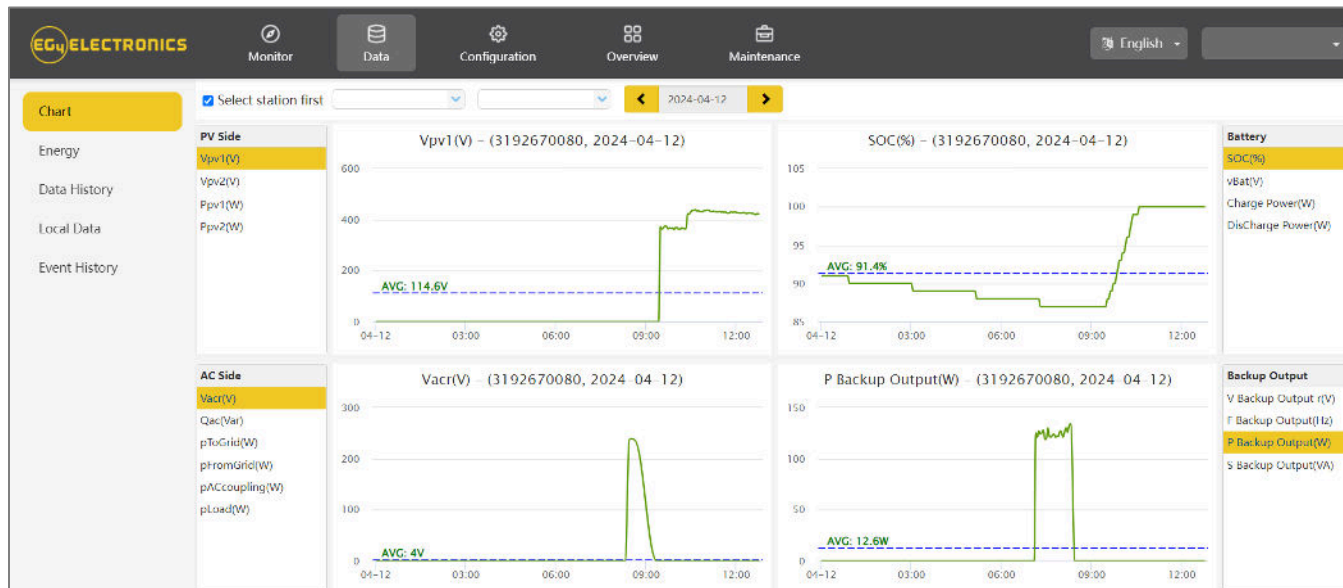 EG4 ELECTRONICS
Monitor
Data
Configuration
Overview
Maintenance
English
Chart
Energy
Data History
Local Data
Event History
Select station first
2024-04-12
PV Side
Vpv1(V)
Vpv2(V)
Ppv1(W)
Ppv2(W)
Vpv1(V) - (3192670080, 2024-04-12)
600
400
200
0
AVG: 114.6V
04-12
03:00
06:00
09:00
12:00
SOC(%) - (3192670080, 2024-04-12)
105
100
95
90
85
AVG: 91.4%
04-12
03:00
06:00
09:00
12:00
Battery
SOC(%)
vBat(V)
Charge Power(W)
DisCharge Power(W)
AC Side
Vacr(V)
Qac(Var)
pToGrid(W)
pFromGrid(W)
pACcoupling(W)
pLoad(W)
Vacr(V) - (3192670080, 2024-04-12)
300
200
100
0
AVG: 4V
04-12
03:00
06:00
09:00
12:00
P Backup Output(W) - (3192670080, 2024-04-12)
150
100
50
0
AVG: 12.6W
04-12
03:00
06:00
09:00
12:00
Backup Output
V Backup Output r(V)
F Backup Output(Hz)
P Backup Output(W)
S Backup Output(VA)